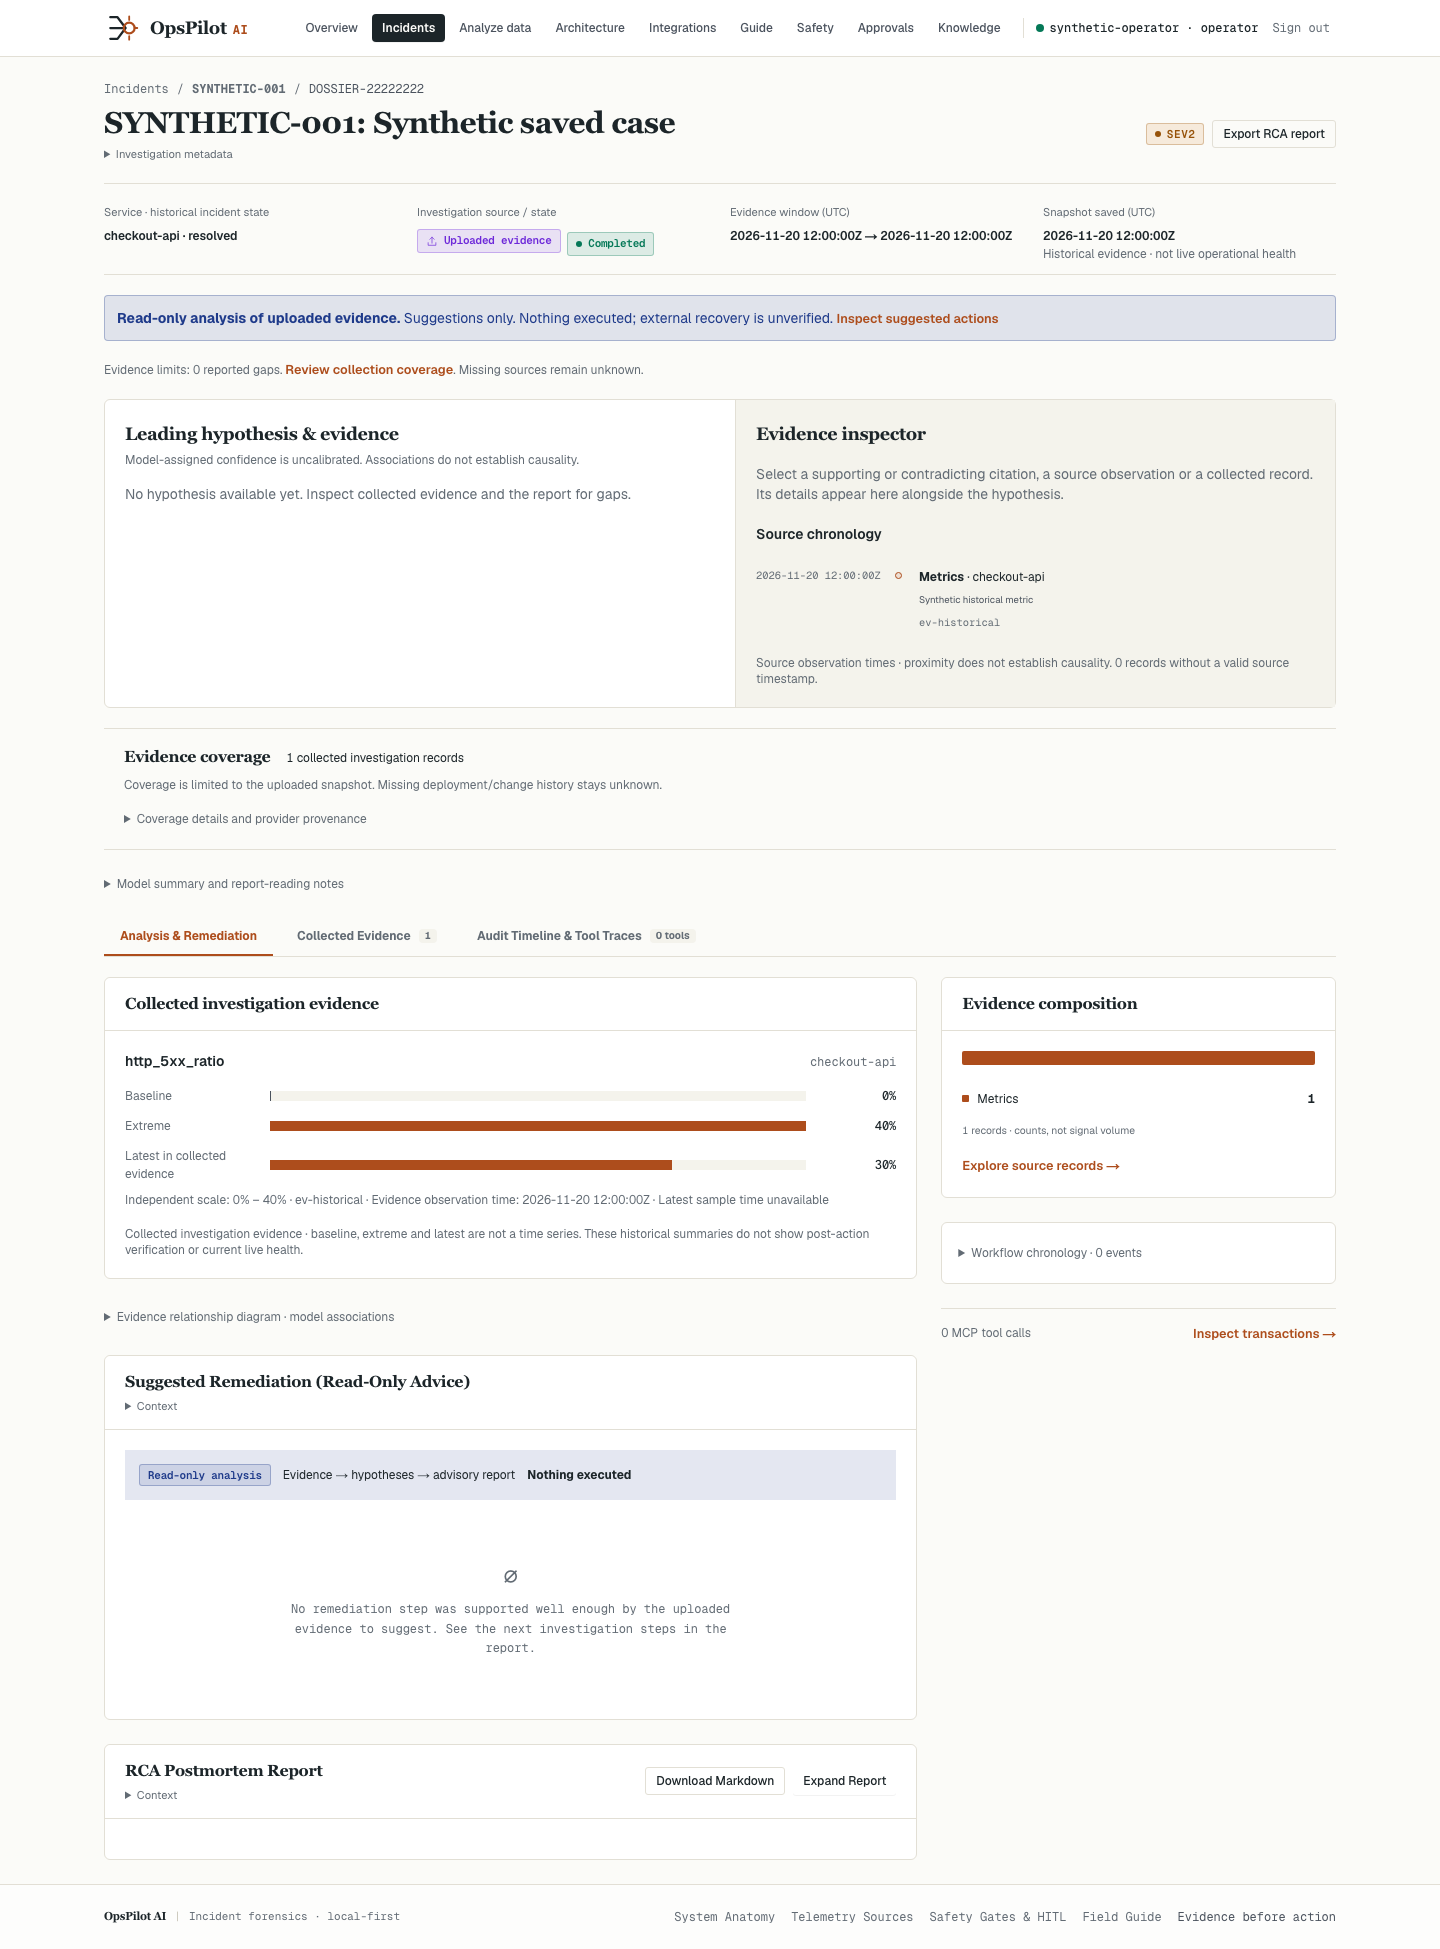 OpsPilot AI
Overview Incidents Analyze data Architecture Integrations Guide Safety Approvals Knowledge synthetic-operator · operator Sign out
Incidents / SYNTHETIC-001 / DOSSIER-22222222
SYNTHETIC-001: Synthetic saved case
SEV2 Export RCA report
Investigation metadata
Service · historical incident state
checkout-api · resolved
Investigation source / state
Uploaded evidence Completed
Evidence window (UTC)
2026-11-20 12:00:00Z → 2026-11-20 12:00:00Z
Snapshot saved (UTC)
2026-11-20 12:00:00Z
Historical evidence · not live operational health
Read-only analysis of uploaded evidence. Suggestions only. Nothing executed; external recovery is unverified. Inspect suggested actions
Evidence limits: 0 reported gaps. Review collection coverage. Missing sources remain unknown.
Leading hypothesis & evidence
Model-assigned confidence is uncalibrated. Associations do not establish causality.
No hypothesis available yet. Inspect collected evidence and the report for gaps.
Evidence inspector
Select a supporting or contradicting citation, a source observation or a collected record.
Its details appear here alongside the hypothesis.
Source chronology
2026-11-20 12:00:00Z Metrics · checkout-api
Synthetic historical metric
ev-historical
Source observation times · proximity does not establish causality. 0 records without a valid source
timestamp.
Evidence coverage 1 collected investigation records
Coverage is limited to the uploaded snapshot. Missing deployment/change history stays unknown.
Coverage details and provider provenance
Model summary and report-reading notes
Analysis & Remediation Collected Evidence 1 Audit Timeline & Tool Traces 0 tools
Collected investigation evidence
http_5xx_ratio checkout-api
Baseline 0%
Extreme 40%
Latest in collected
evidence
30%
Independent scale: 0% – 40% · ev-historical · Evidence observation time: 2026-11-20 12:00:00Z · Latest sample time unavailable
Collected investigation evidence · baseline, extreme and latest are not a time series. These historical summaries do not show post-action
verification or current live health.
Evidence composition
Metrics 1
1 records · counts, not signal volume
Explore source records →
Workflow chronology · 0 events
0 MCP tool calls Inspect transactions →
Evidence relationship diagram · model associations
Suggested Remediation (Read-Only Advice)
Context
Read-only analysis Evidence → hypotheses → advisory report Nothing executed
∅
No remediation step was supported well enough by the uploaded
evidence to suggest. See the next investigation steps in the
report.
RCA Postmortem Report
Context
Download Markdown Expand Report
OpsPilot AI Incident forensics · local-first
System Anatomy Telemetry Sources Safety Gates & HITL Field Guide Evidence before action